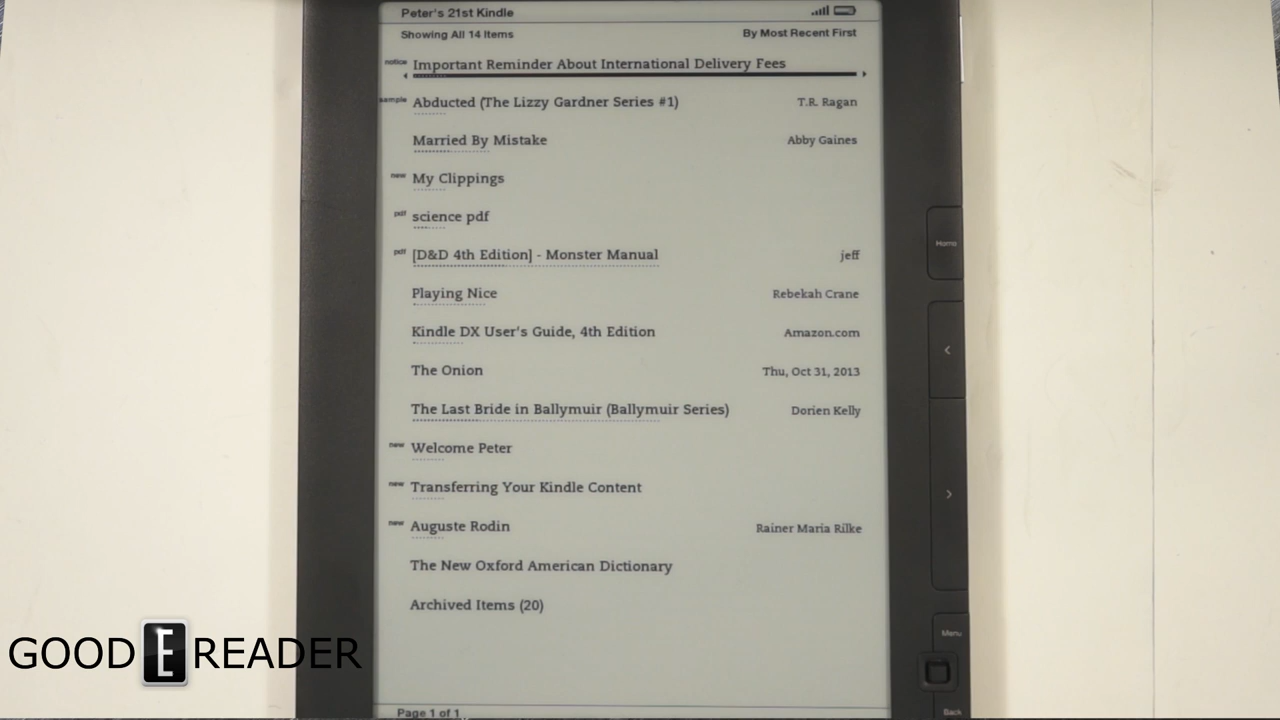 Peter's 21st Kindle
Showing All 14 Items By Most Recent First
notice Important Reminder About International Delivery Fees
sample Abducted (The Lizzy Gardner Series #1) T.R. Ragan
Married By Mistake Abby Gaines
new My Clippings
pdf science pdf
pdf [D&D 4th Edition] - Monster Manual jeff
Playing Nice Rebekah Crane
Kindle DX User's Guide, 4th Edition Amazon.com
The Onion Thu, Oct 31, 2013
The Last Bride in Ballymuir (Ballymuir Series) Dorien Kelly
new Welcome Peter
new Transferring Your Kindle Content
new Auguste Rodin Rainer Maria Rilke
The New Oxford American Dictionary
Archived Items (20)
Page 1 of 1
Home
<
>
Menu
Back
GOOD E READER